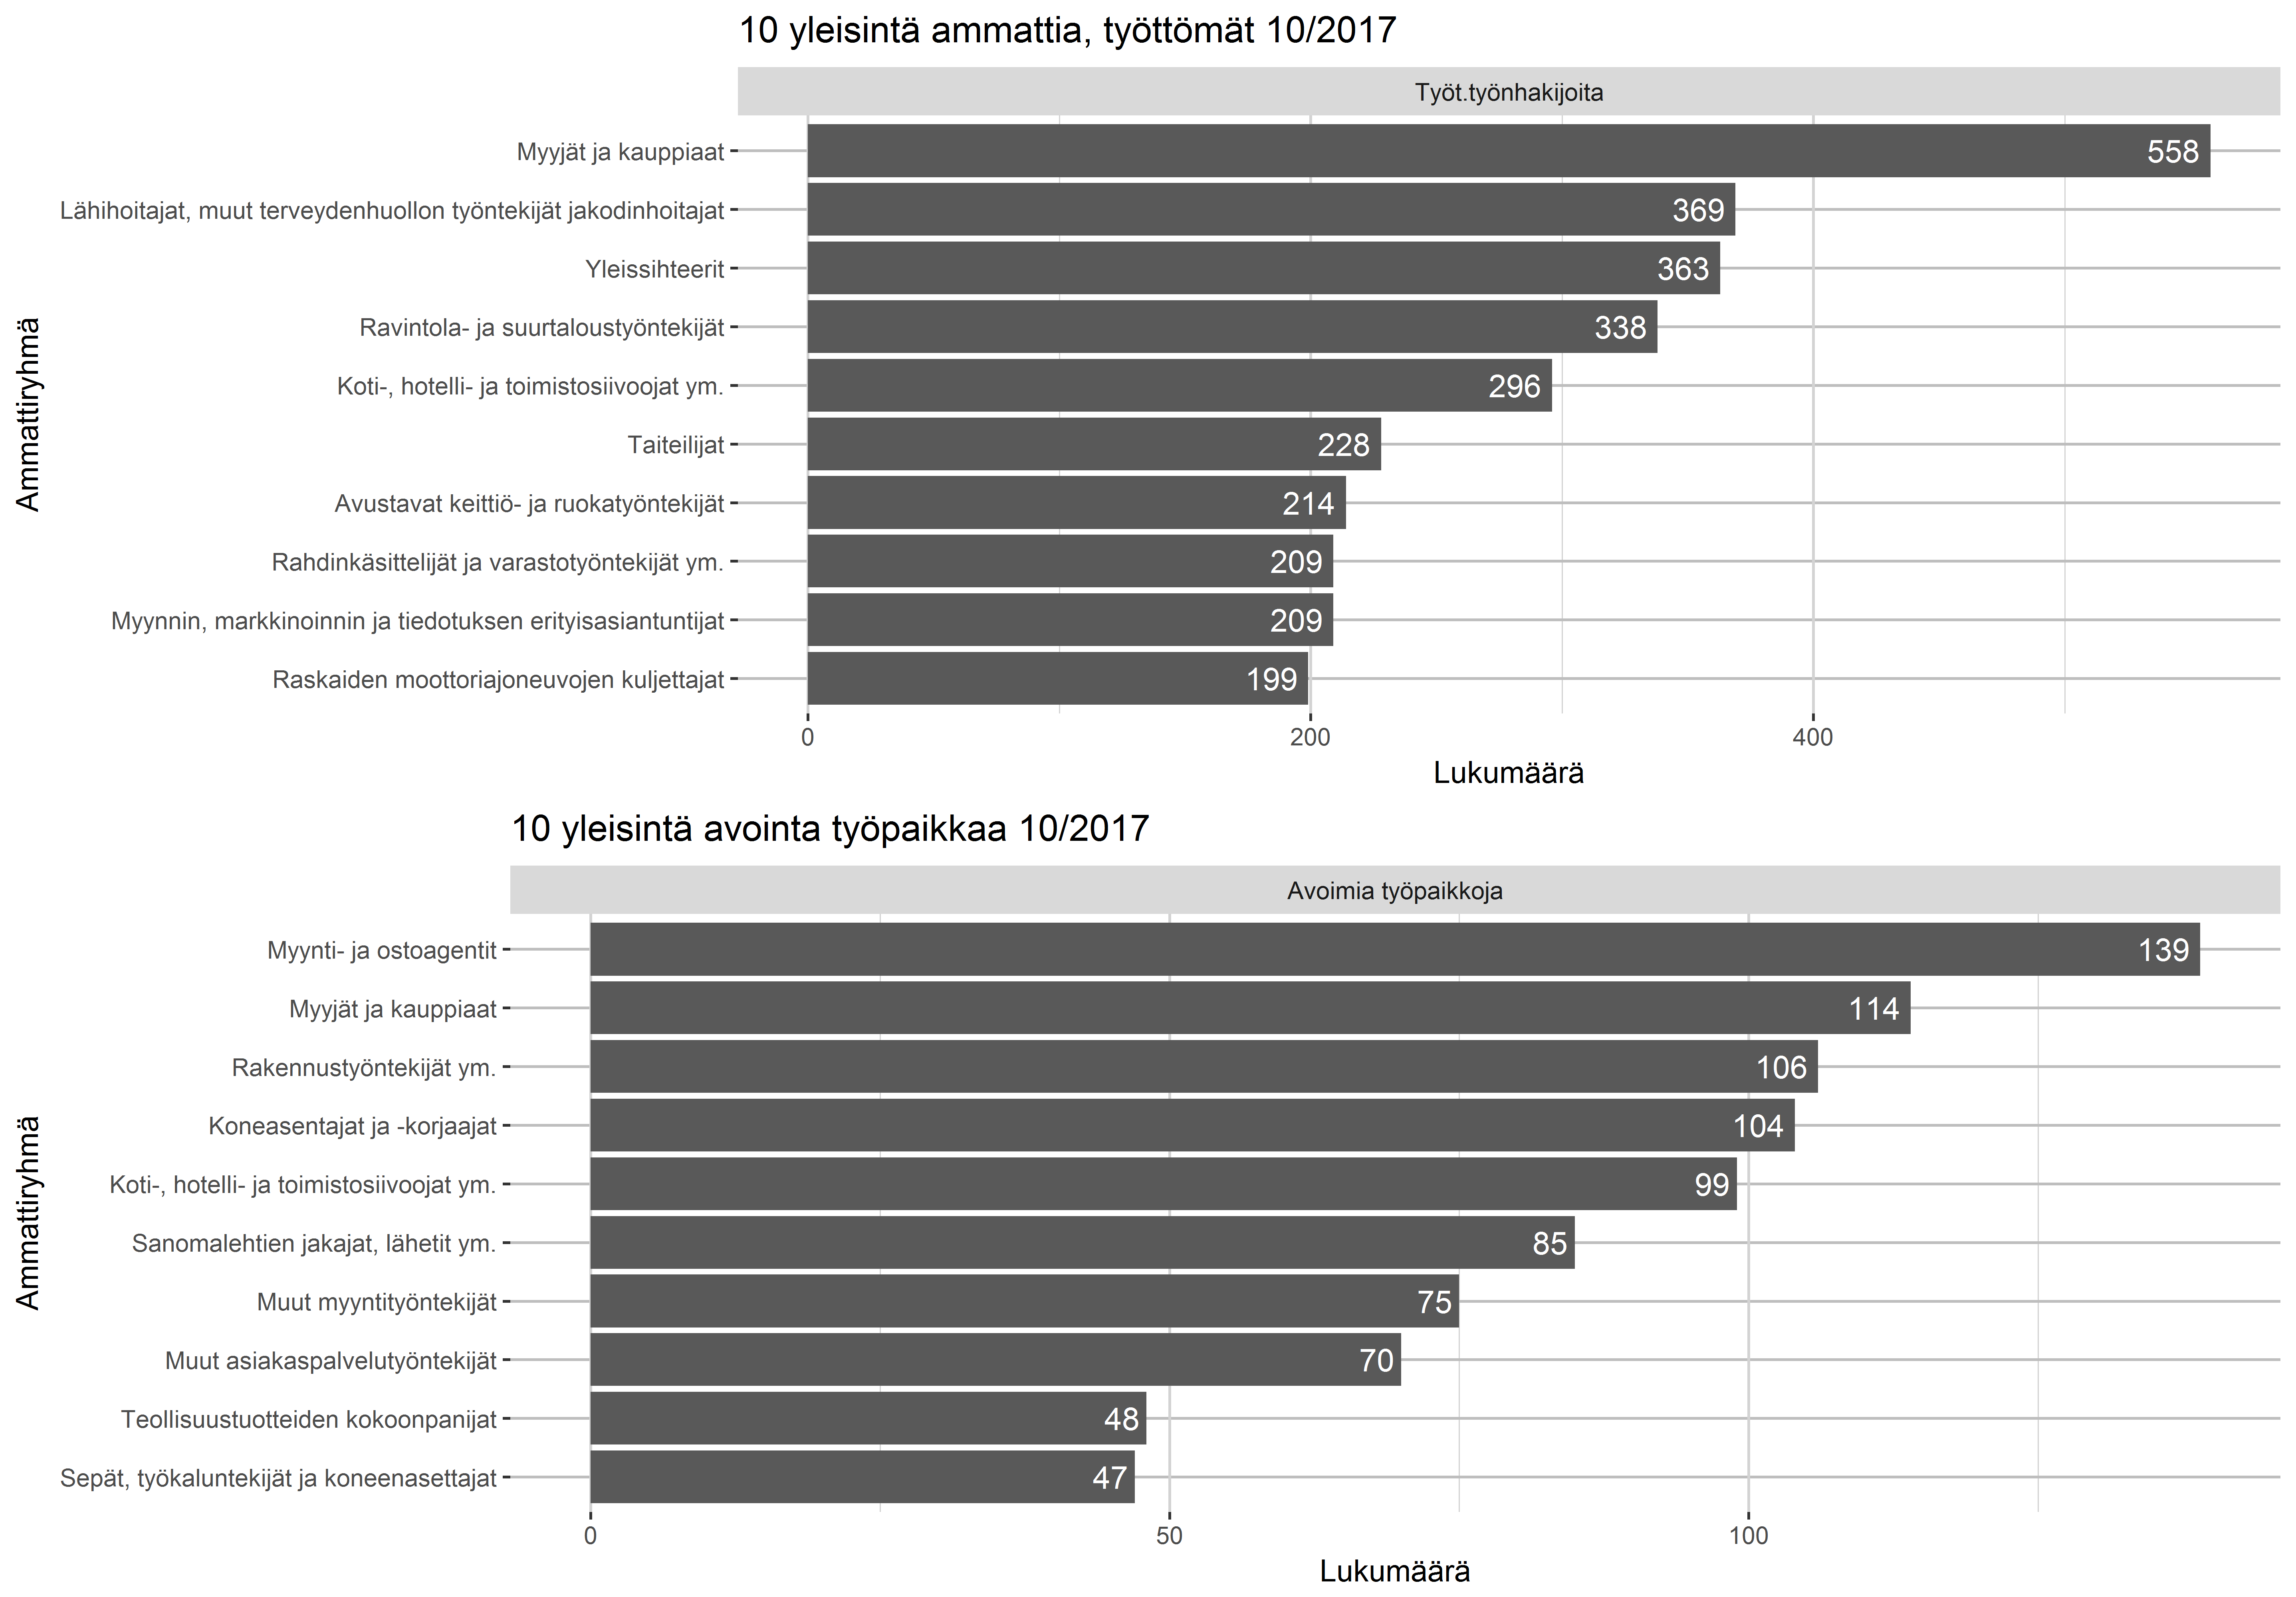 10 yleisintä ammattia, työttömät 10/2017
Työt.työnhakijoita
Ammattiryhmä
Myyjät ja kauppiaat 558
Lähihoitajat, muut terveydenhuollon työntekijät jakodinhoitajat 369
Yleissihteerit 363
Ravintola- ja suurtaloustyöntekijät 338
Koti-, hotelli- ja toimistosiivoojat ym. 296
Taiteilijat 228
Avustavat keittiö- ja ruokatyöntekijät 214
Rahdinkäsittelijät ja varastotyöntekijät ym. 209
Myynnin, markkinoinnin ja tiedotuksen erityisasiantuntijat 209
Raskaiden moottoriajoneuvojen kuljettajat 199
0 200 400
Lukumäärä
10 yleisintä avointa työpaikkaa 10/2017
Avoimia työpaikkoja
Ammattiryhmä
Myynti- ja ostoagentit 139
Myyjät ja kauppiaat 114
Rakennustyöntekijät ym. 106
Koneasentajat ja -korjaajat 104
Koti-, hotelli- ja toimistosiivoojat ym. 99
Sanomalehtien jakajat, lähetit ym. 85
Muut myyntityöntekijät 75
Muut asiakaspalvelutyöntekijät 70
Teollisuustuotteiden kokoonpanijat 48
Sepät, työkaluntekijät ja koneenasettajat 47
0 50 100
Lukumäärä